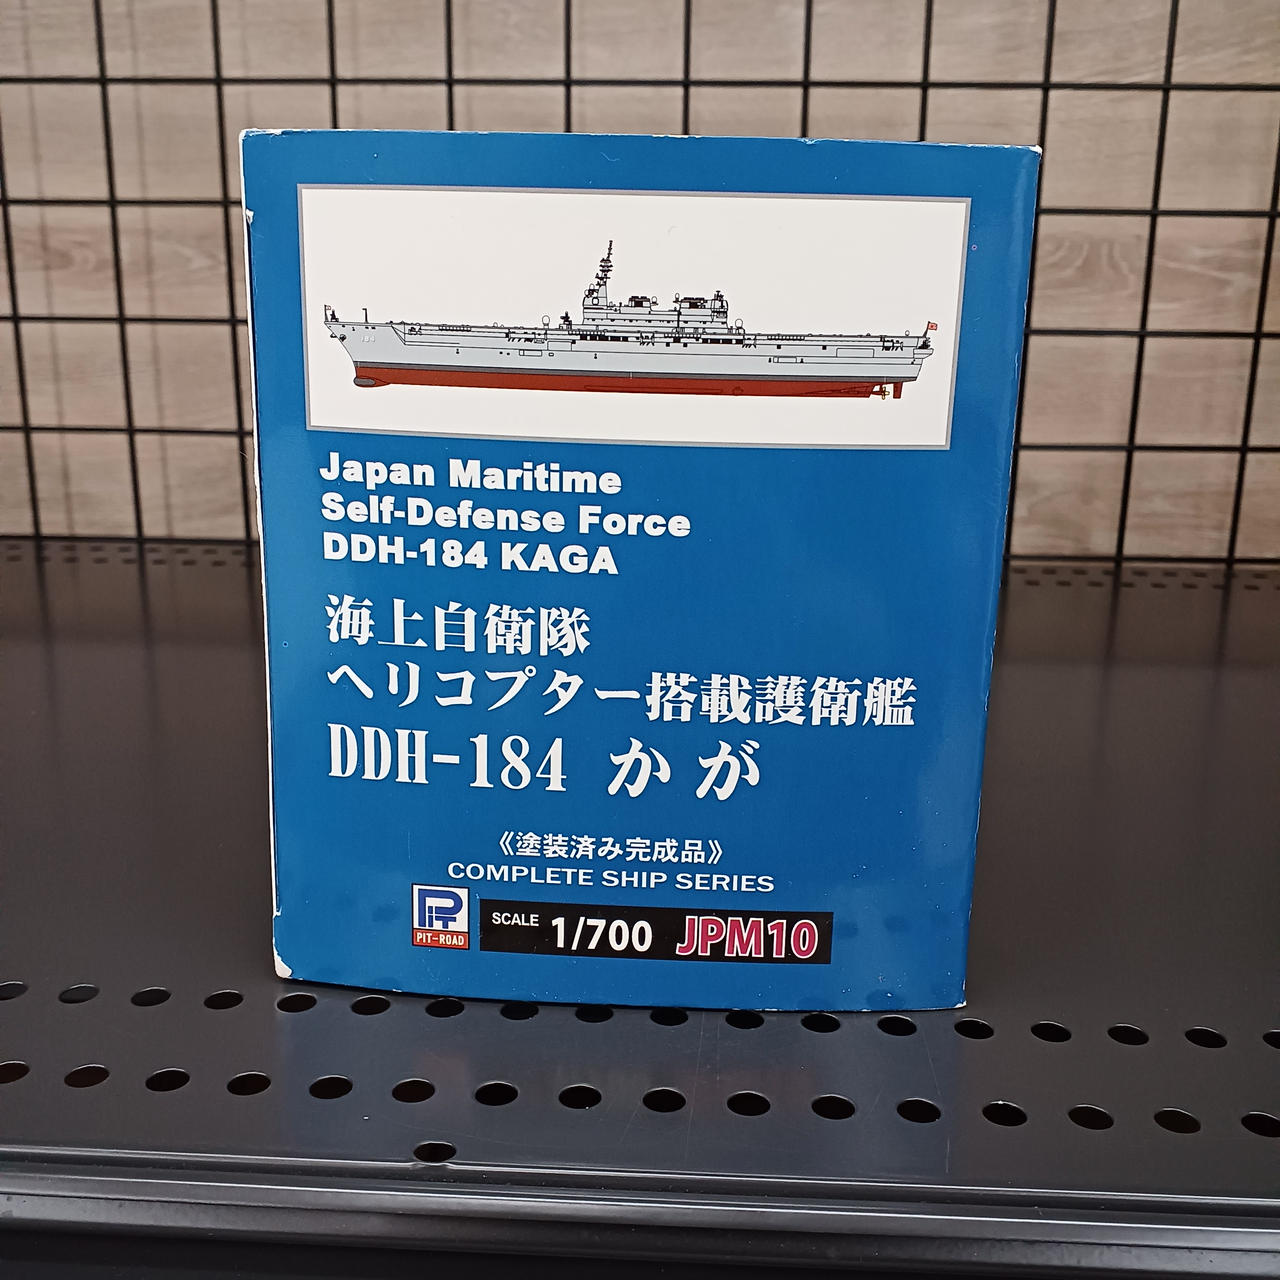 Japan Maritime
Self-Defense Force
DDH-184 KAGA
海上自衛隊
ヘリコプター搭載護衛艦
DDH-184 かが
《塗装済み完成品》
COMPLETE SHIP SERIES
PIT
PIT-ROAD
SCALE 1/700 JPM10